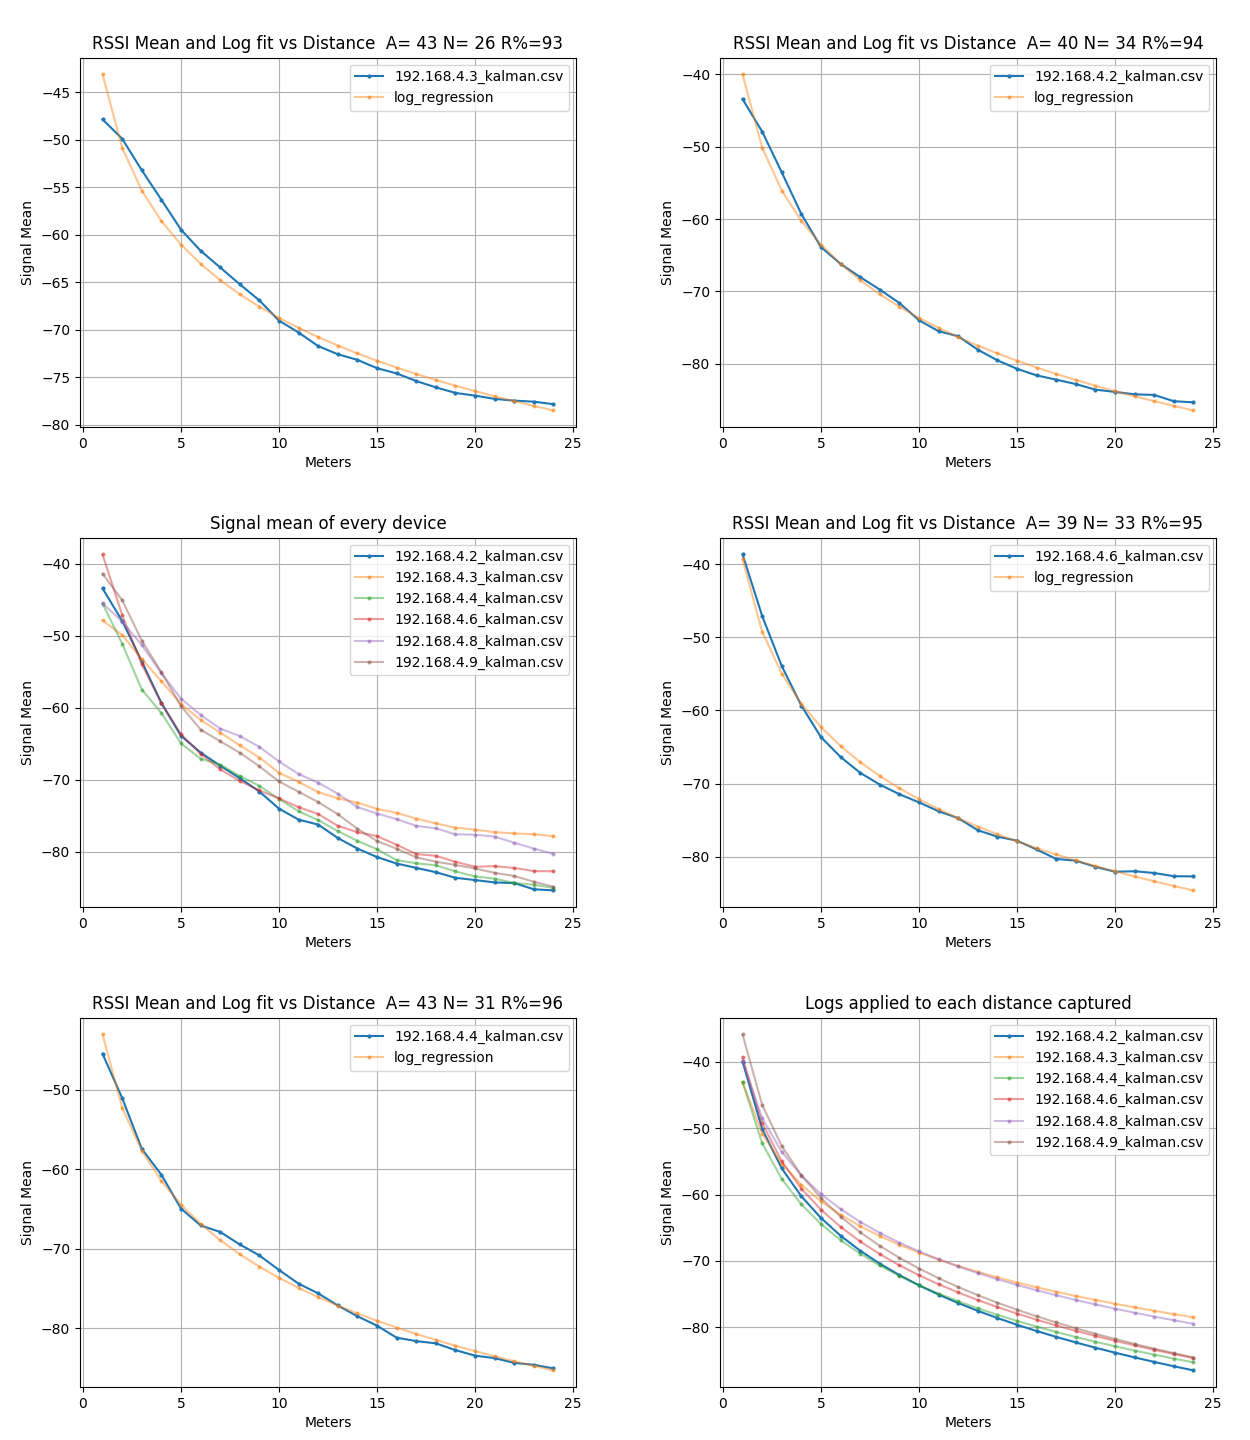 RSSI Mean and Log fit vs Distance  A= 43 N= 26 R%=93
192.168.4.3_kalman.csv
log_regression
Signal Mean
−45
−50
−55
−60
−65
−70
−75
−80
0 5 10 15 20 25
Meters
RSSI Mean and Log fit vs Distance  A= 40 N= 34 R%=94
192.168.4.2_kalman.csv
log_regression
Signal Mean
−40
−50
−60
−70
−80
0 5 10 15 20 25
Meters
Signal mean of every device
192.168.4.2_kalman.csv
192.168.4.3_kalman.csv
192.168.4.4_kalman.csv
192.168.4.6_kalman.csv
192.168.4.8_kalman.csv
192.168.4.9_kalman.csv
Signal Mean
−40
−50
−60
−70
−80
0 5 10 15 20 25
Meters
RSSI Mean and Log fit vs Distance  A= 39 N= 33 R%=95
192.168.4.6_kalman.csv
log_regression
Signal Mean
−40
−50
−60
−70
−80
0 5 10 15 20 25
Meters
RSSI Mean and Log fit vs Distance  A= 43 N= 31 R%=96
192.168.4.4_kalman.csv
log_regression
Signal Mean
−50
−60
−70
−80
0 5 10 15 20 25
Meters
Logs applied to each distance captured
192.168.4.2_kalman.csv
192.168.4.3_kalman.csv
192.168.4.4_kalman.csv
192.168.4.6_kalman.csv
192.168.4.8_kalman.csv
192.168.4.9_kalman.csv
Signal Mean
−40
−50
−60
−70
−80
0 5 10 15 20 25
Meters